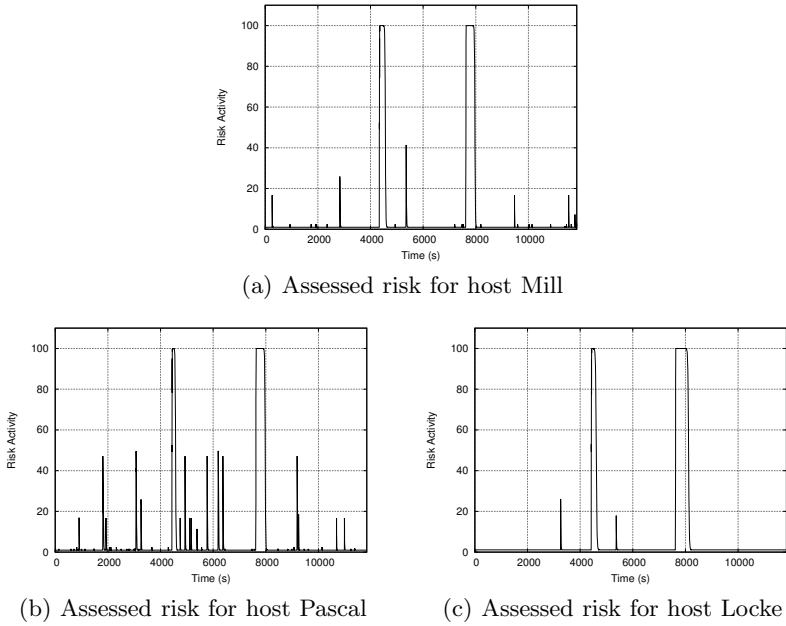 100
80
60
40
20
0
Risk Activity
0 2000 4000 6000 8000 10000
Time (s)
(a) Assessed risk for host Mill
100
80
60
40
20
0
Risk Activity
0 2000 4000 6000 8000 10000
Time (s)
(b) Assessed risk for host Pascal
100
80
60
40
20
0
Risk Activity
0 2000 4000 6000 8000 10000
Time (s)
(c) Assessed risk for host Locke